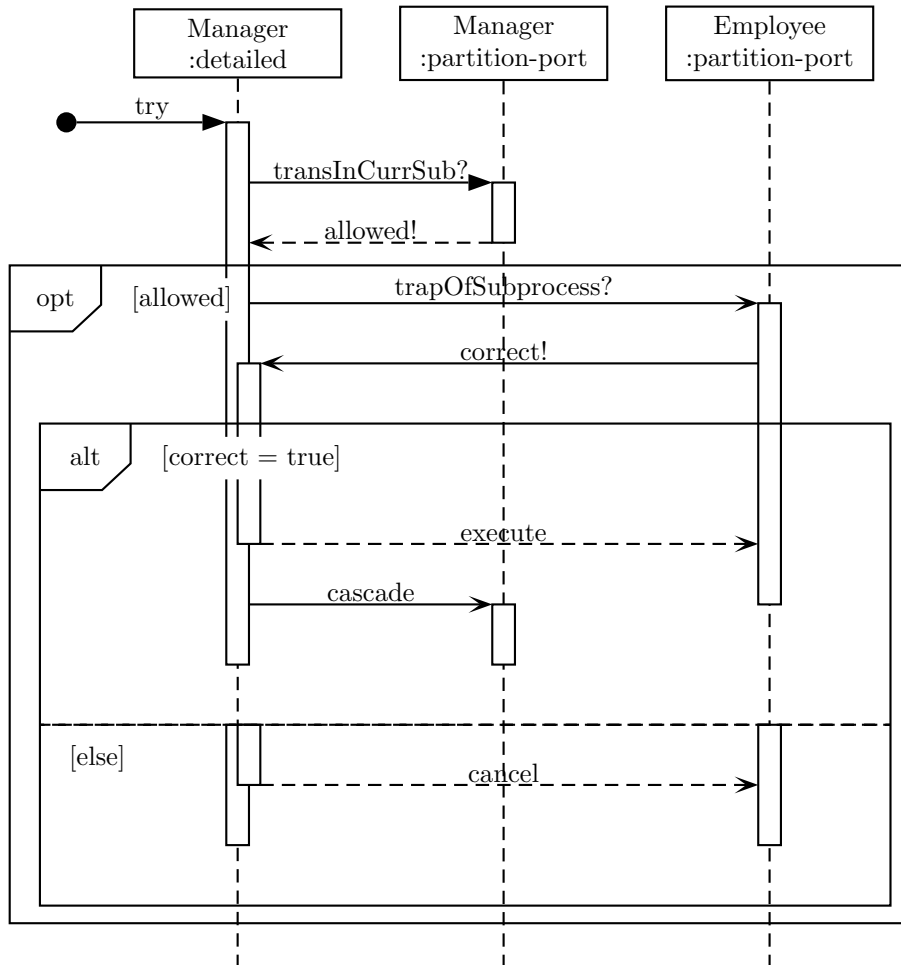 Manager
:detailed
Manager
:partition-port
Employee
:partition-port
try
transInCurrSub?
allowed!
opt
[allowed]
trapOfSubprocess?
correct!
alt
[correct = true]
execute
cascade
[else]
cancel